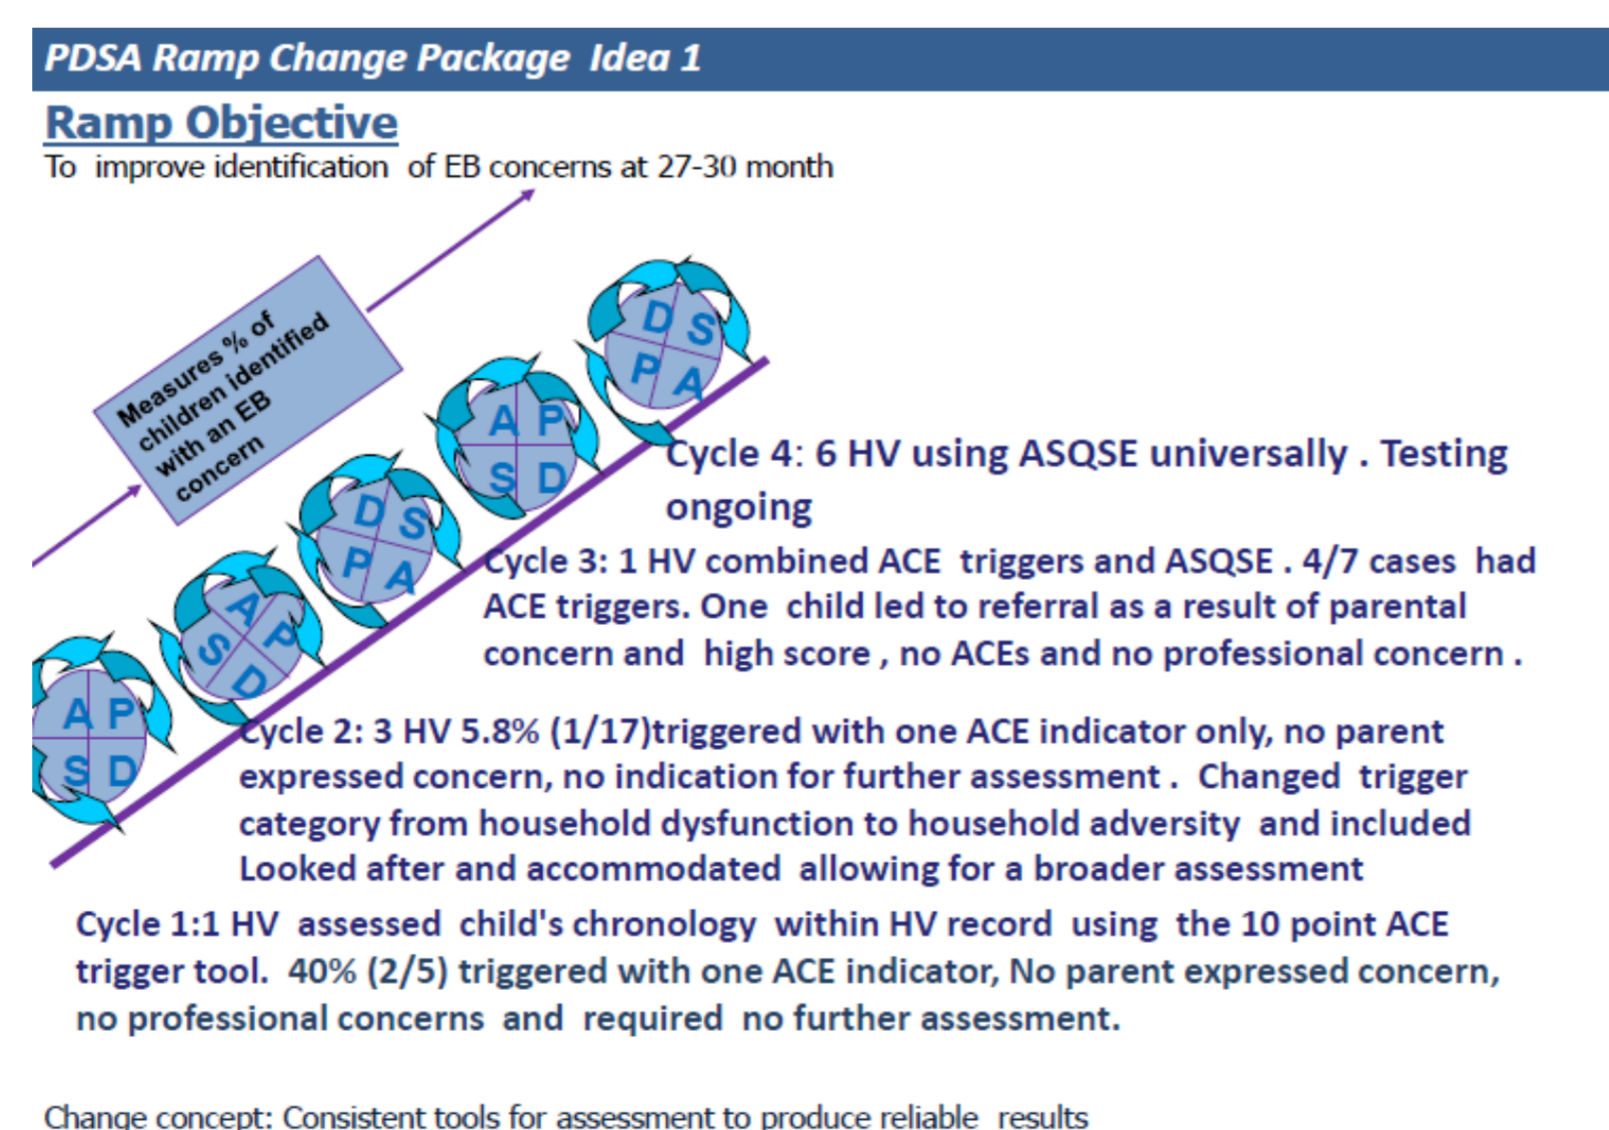 PDSA Ramp Change Package Idea 1
Ramp Objective
To improve identification of EB concerns at 27-30 month
Measures % of
children identified
with an EB
concern
D S
P A
A P
S D
D S
P A
A P
S D
A P
S D
Cycle 4: 6 HV using ASQSE universally . Testing
ongoing
Cycle 3: 1 HV combined ACE triggers and ASQSE . 4/7 cases had
ACE triggers. One child led to referral as a result of parental
concern and high score , no ACEs and no professional concern .
Cycle 2: 3 HV 5.8% (1/17)triggered with one ACE indicator only, no parent
expressed concern, no indication for further assessment . Changed trigger
category from household dysfunction to household adversity and included
Looked after and accommodated allowing for a broader assessment
Cycle 1:1 HV assessed child's chronology within HV record using the 10 point ACE
trigger tool. 40% (2/5) triggered with one ACE indicator, No parent expressed concern,
no professional concerns and required no further assessment.
Change concept: Consistent tools for assessment to produce reliable results